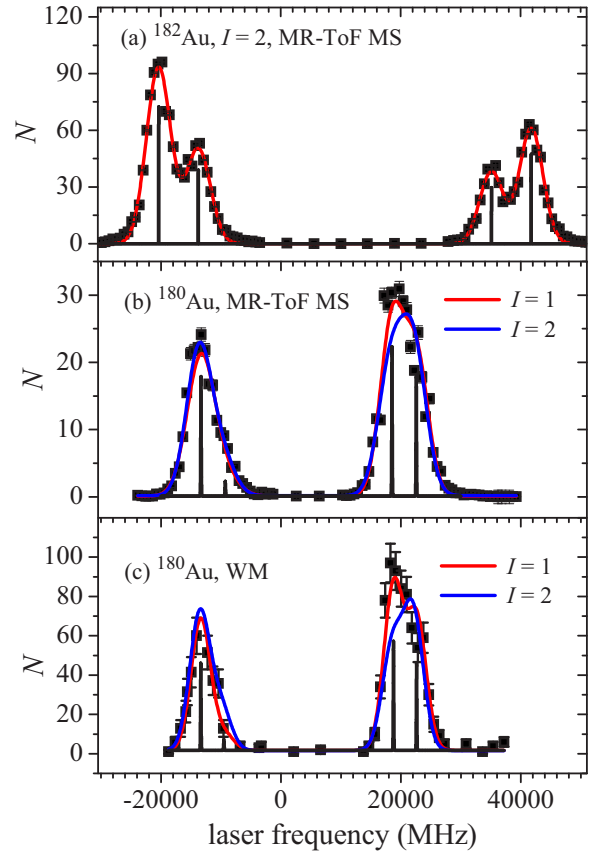 120
(a) ¹⁸²Au, I = 2, MR-ToF MS
90
N
60
30
0
30
(b) ¹⁸⁰Au, MR-ToF MS
I = 1
I = 2
20
N
10
0
100
(c) ¹⁸⁰Au, WM
I = 1
I = 2
80
60
N
40
20
0
-20000 0 20000 40000
laser frequency (MHz)